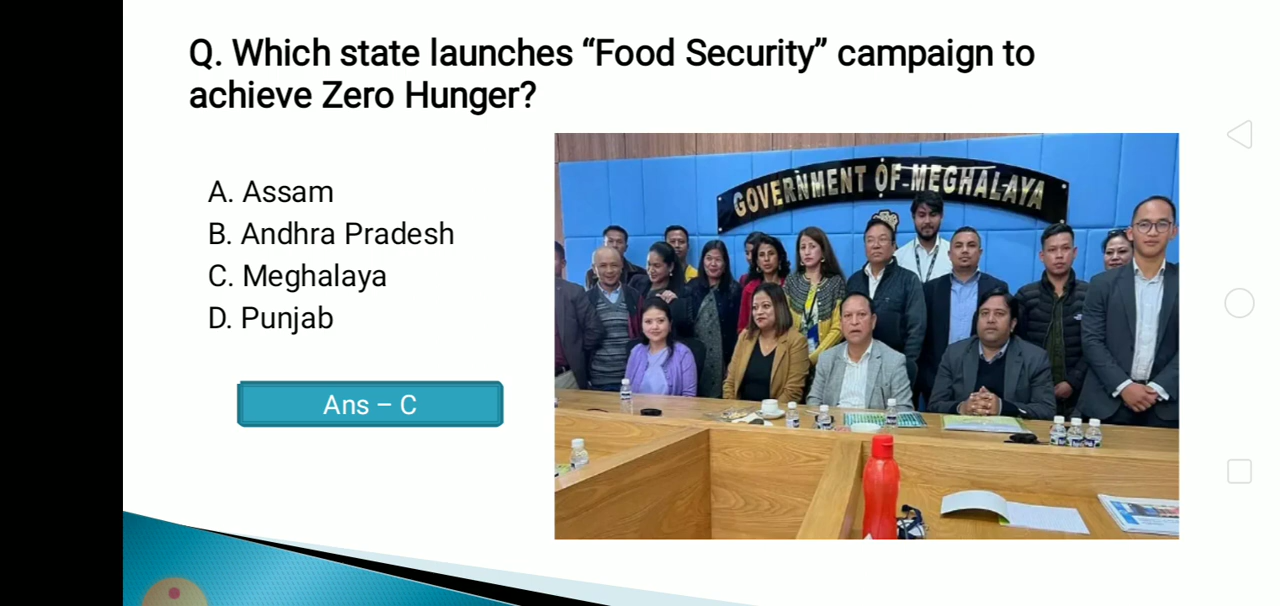 Q. Which state launches “Food Security” campaign to
achieve Zero Hunger?
A. Assam
B. Andhra Pradesh
C. Meghalaya
D. Punjab
Ans – C
GOVERNMENT OF MEGHALAYA